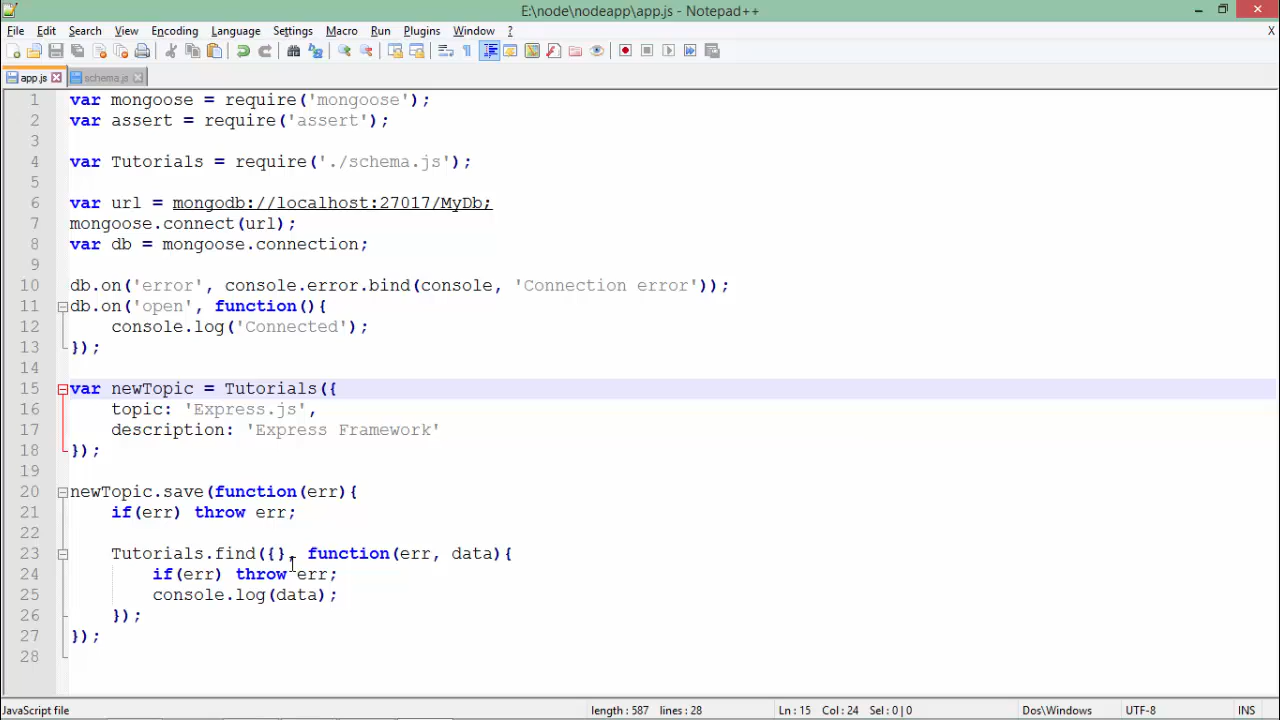 E:\node\nodeapp\app.js - Notepad++
File Edit Search View Encoding Language Settings Macro Run Plugins Window ? X
app.js schema.js
1 var mongoose = require('mongoose');
2 var assert = require('assert');
3
4 var Tutorials = require('./schema.js');
5
6 var url = mongodb://localhost:27017/MyDb;
7 mongoose.connect(url);
8 var db = mongoose.connection;
9
10 db.on('error', console.error.bind(console, 'Connection error'));
11 db.on('open', function(){
12 console.log('Connected');
13 });
14
15 var newTopic = Tutorials({
16 topic: 'Express.js',
17 description: 'Express Framework'
18 });
19
20 newTopic.save(function(err){
21 if(err) throw err;
22
23 Tutorials.find({}, function(err, data){
24 if(err) throw err;
25 console.log(data);
26 });
27 });
28
JavaScript file length : 587 lines : 28 Ln : 15 Col : 24 Sel : 0 | 0 Dos\Windows UTF-8 INS